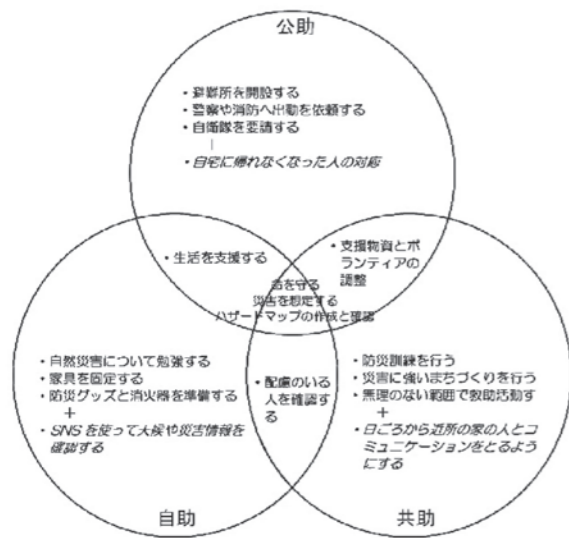 公助
・避難所を開設する
・警察や消防へ出動を依頼する
・自衛隊を要請する
｜
・自宅に帰れなくなった人の対応
・生活を支援する
・支援物資とボ
ランティアの
調整
命を守る
災害を想定する
ハザードマップの作成と確認
・自然災害について勉強する
・家具を固定する
・防災グッズと消火器を準備する
＋
・SNSを使って天候や災害情報を
確認する
・配慮のいる
人を確認す
る
・防災訓練を行う
・災害に強いまちづくりを行う
・無理のない範囲で救助活動す
＋
・日ごろから近所の家の人とコ
ミュニケーションをとるよう
にする
自助
共助